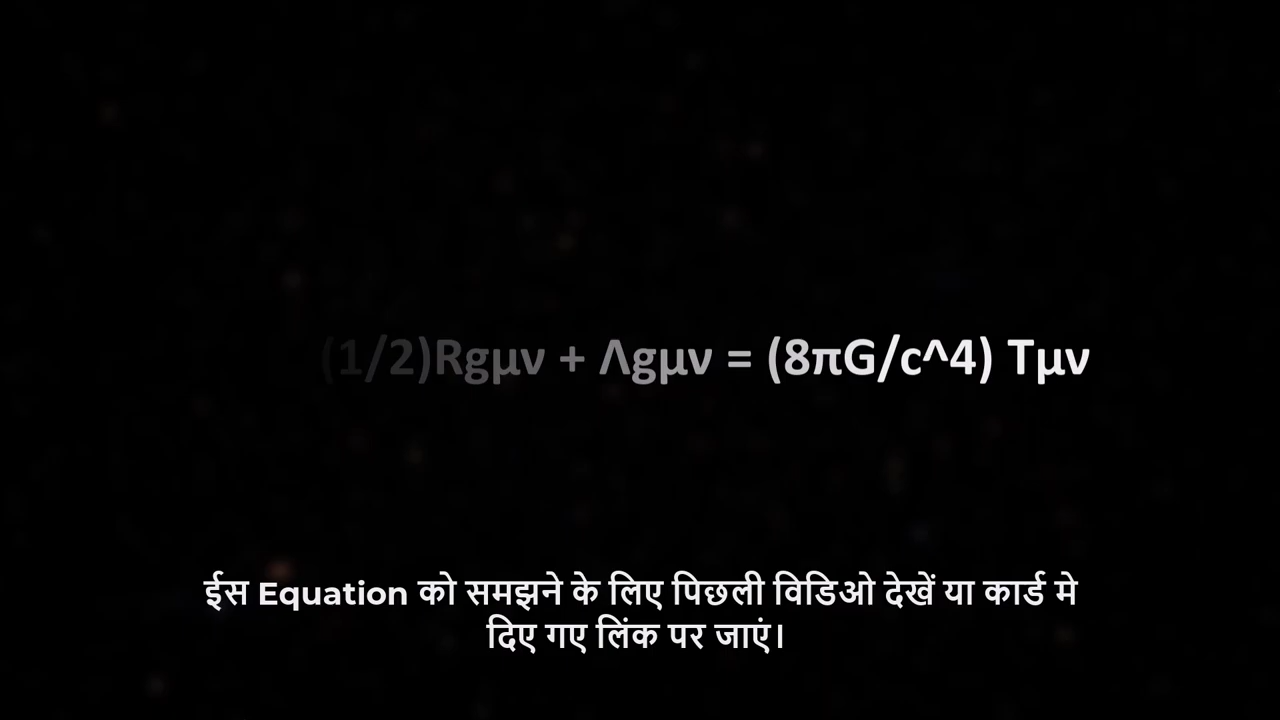 (1/2)Rgμν + Λgμν = (8πG/c^4) Tμν
ईस Equation को समझने के लिए पिछली विडिओ देखें या कार्ड मे
दिए गए लिंक पर जाएं।